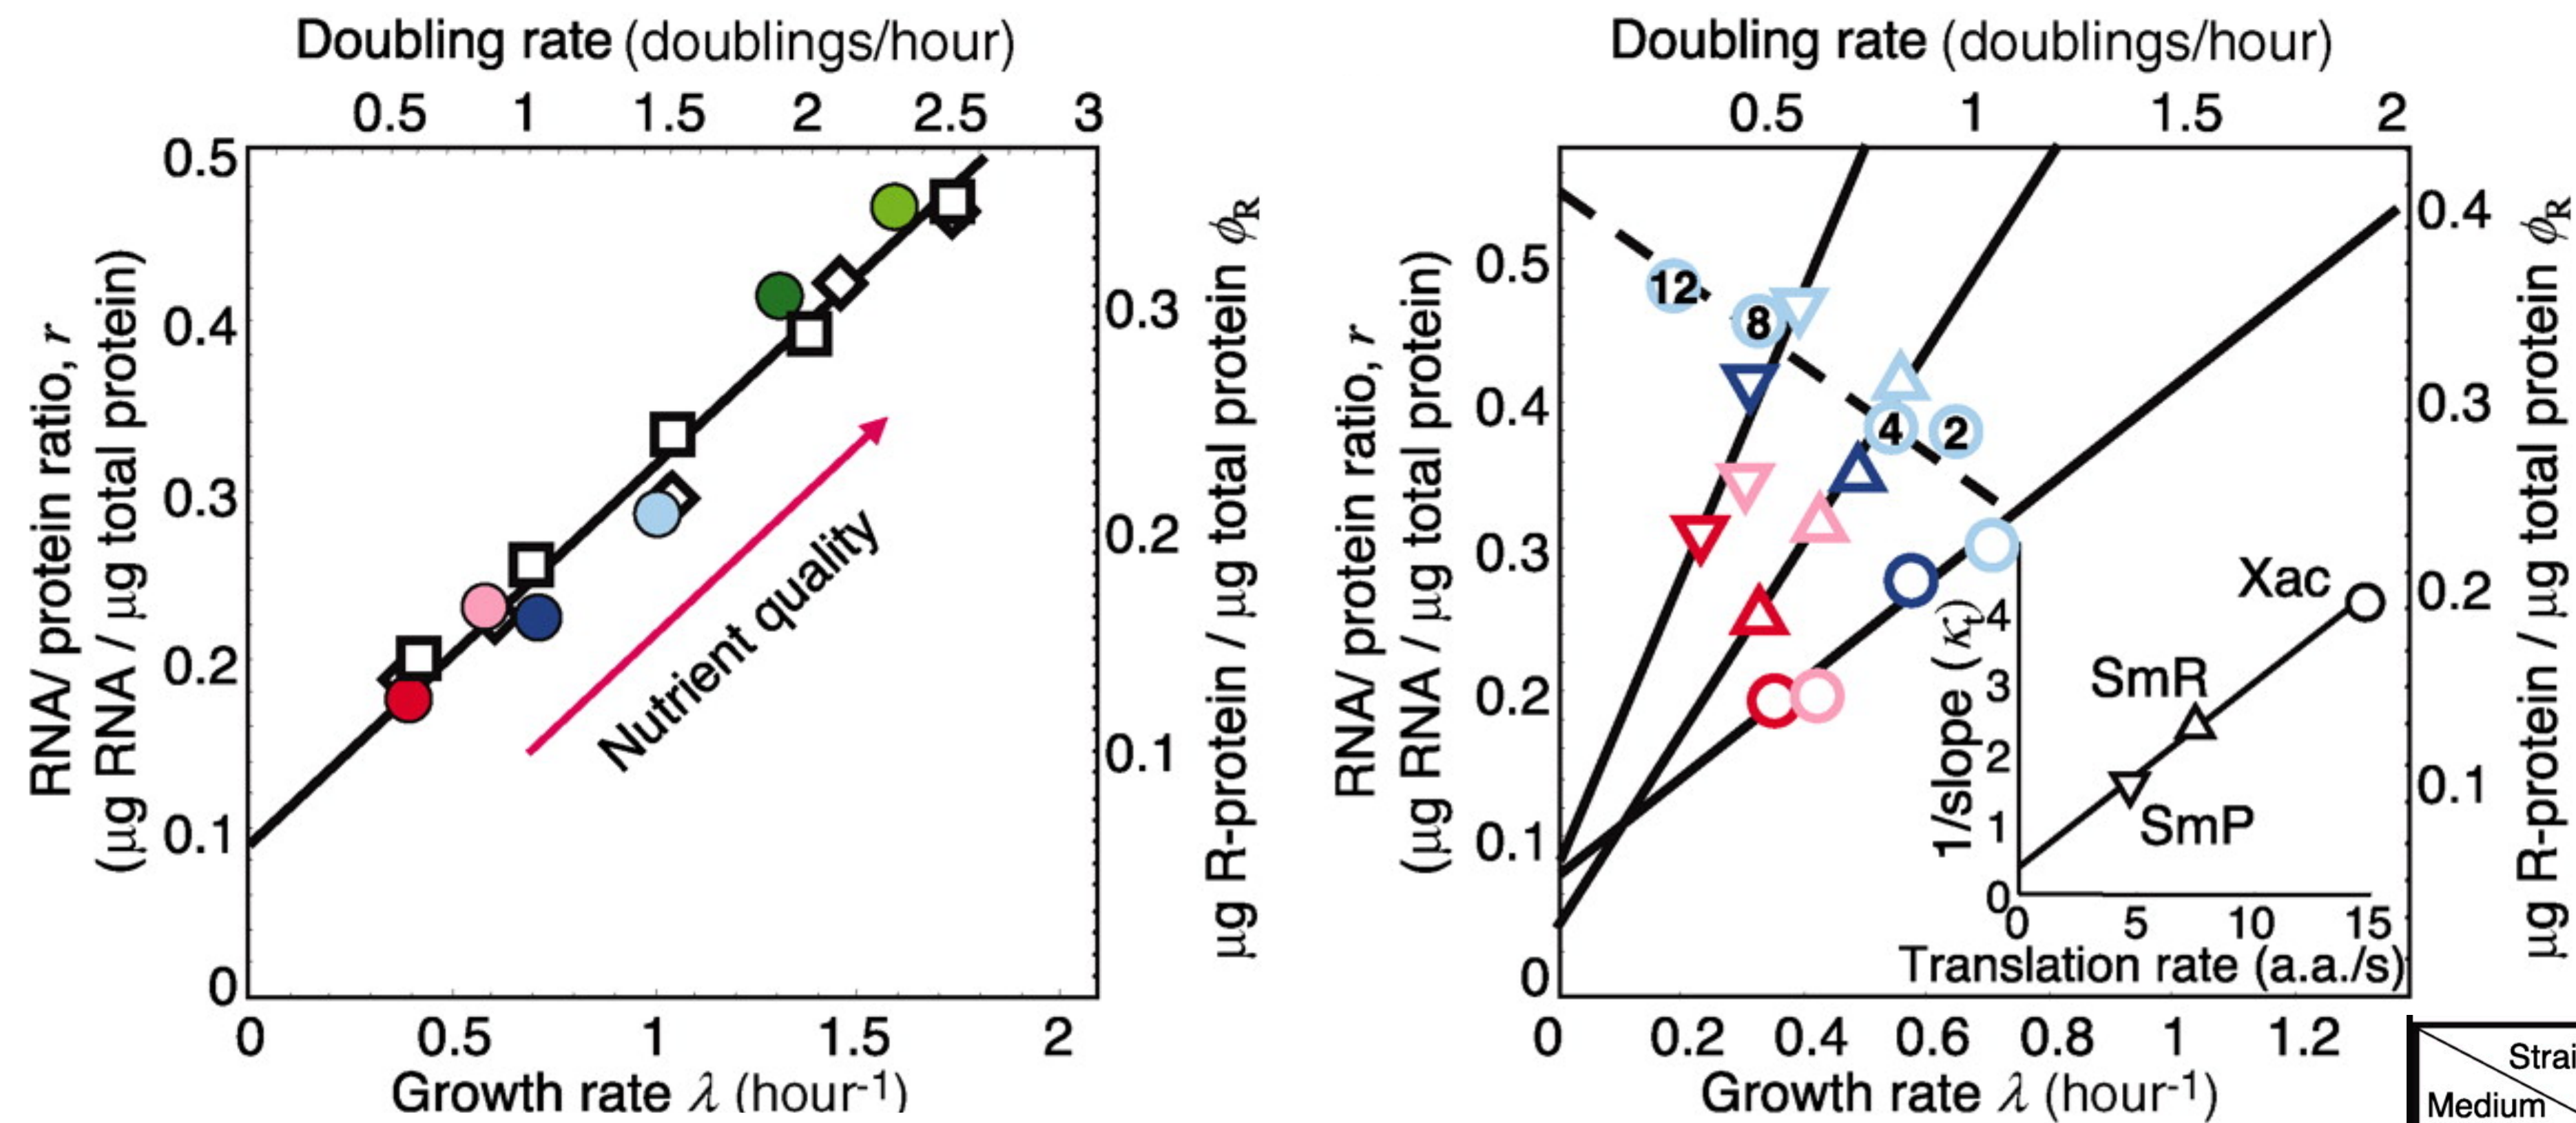 Doubling rate (doublings/hour)
0.5 1 1.5 2 2.5 3
0.5
0.4
0.3
0.2
0.1
0
RNA/ protein ratio, r
(μg RNA / μg total protein)
Nutrient quality
0.3
0.2
0.1
μg R-protein / μg total protein ϕR
0 0.5 1 1.5 2
Growth rate λ (hour-1)
Doubling rate (doublings/hour)
0.5 1 1.5 2
0.5
0.4
0.3
0.2
0.1
0
RNA/ protein ratio, r
(μg RNA / μg total protein)
12
8
4
2
0.4
0.3
0.2
0.1
μg R-protein / μg total protein ϕR
1/slope (κt)
4
3
2
1
0
Xac
SmR
SmP
0 5 10 15
Translation rate (a.a./s)
0 0.2 0.4 0.6 0.8 1 1.2
Growth rate λ (hour-1)
Strai
Medium